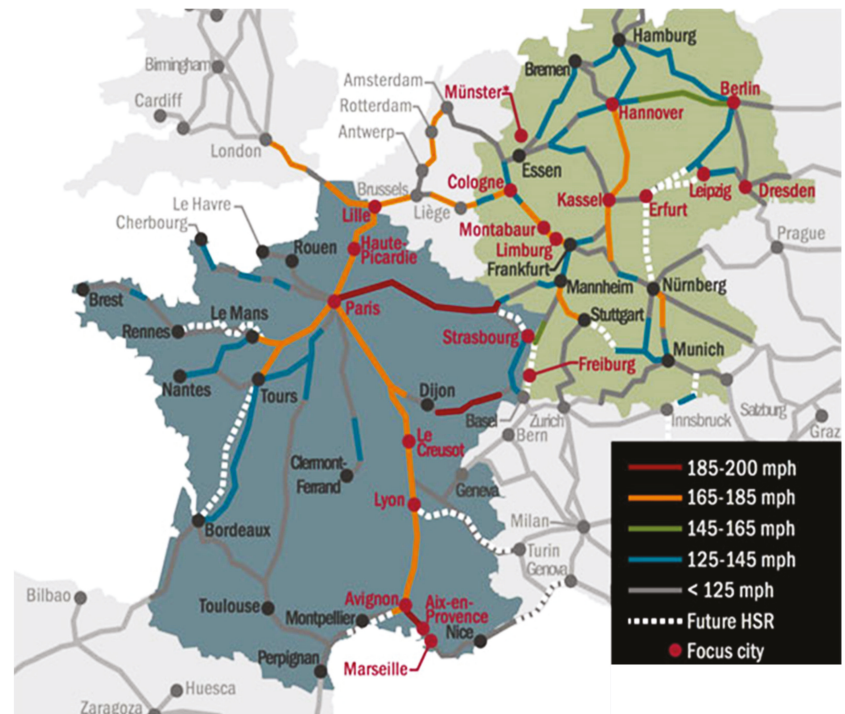 Hamburg
Birmingham
Bremen
Amsterdam
Münster*
Berlin
Cardiff
Rotterdam
Hannover
Antwerp
London
Essen
Brussels
Cologne
Kassel
Leipzig
Dresden
Le Havre
Lille
Liège
Erfurt
Cherbourg
Montabaur
Prague
Rouen
Haute-
Picardie
Limburg
Frankfurt
Brest
Le Mans
Paris
Mannheim
Nürnberg
Rennes
Stuttgart
Strasbourg
Munich
Nantes
Tours
Dijon
Freiburg
Basel
Zurich
Innsbruck
Salzburg
Bern
Graz
Le
Creusot
Clermont-
Ferrand
Geneva
Lyon
Bordeaux
Milan
Turin
Genova
Bilbao
Toulouse
Avignon
Aix-en-
Provence
Montpellier
Nice
Perpignan
Marseille
Huesca
Zaragoza
185-200 mph
165-185 mph
145-165 mph
125-145 mph
< 125 mph
Future HSR
Focus city